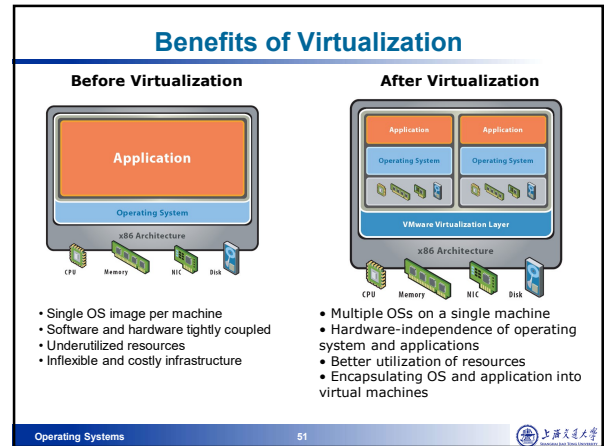 Benefits of Virtualization
Before Virtualization
Application
Operating System
x86 Architecture
CPU
Memory
NIC
Disk
• Single OS image per machine
• Software and hardware tightly coupled
• Underutilized resources
• Inflexible and costly infrastructure
After Virtualization
Application
Application
Operating System
Operating System
VMware Virtualization Layer
x86 Architecture
CPU
Memory
NIC
Disk
• Multiple OSs on a single machine
• Hardware-independence of operating
system and applications
• Better utilization of resources
• Encapsulating OS and application into
virtual machines
Operating Systems
51
上海交通大学
SHANGHAI JIAO TONG UNIVERSITY